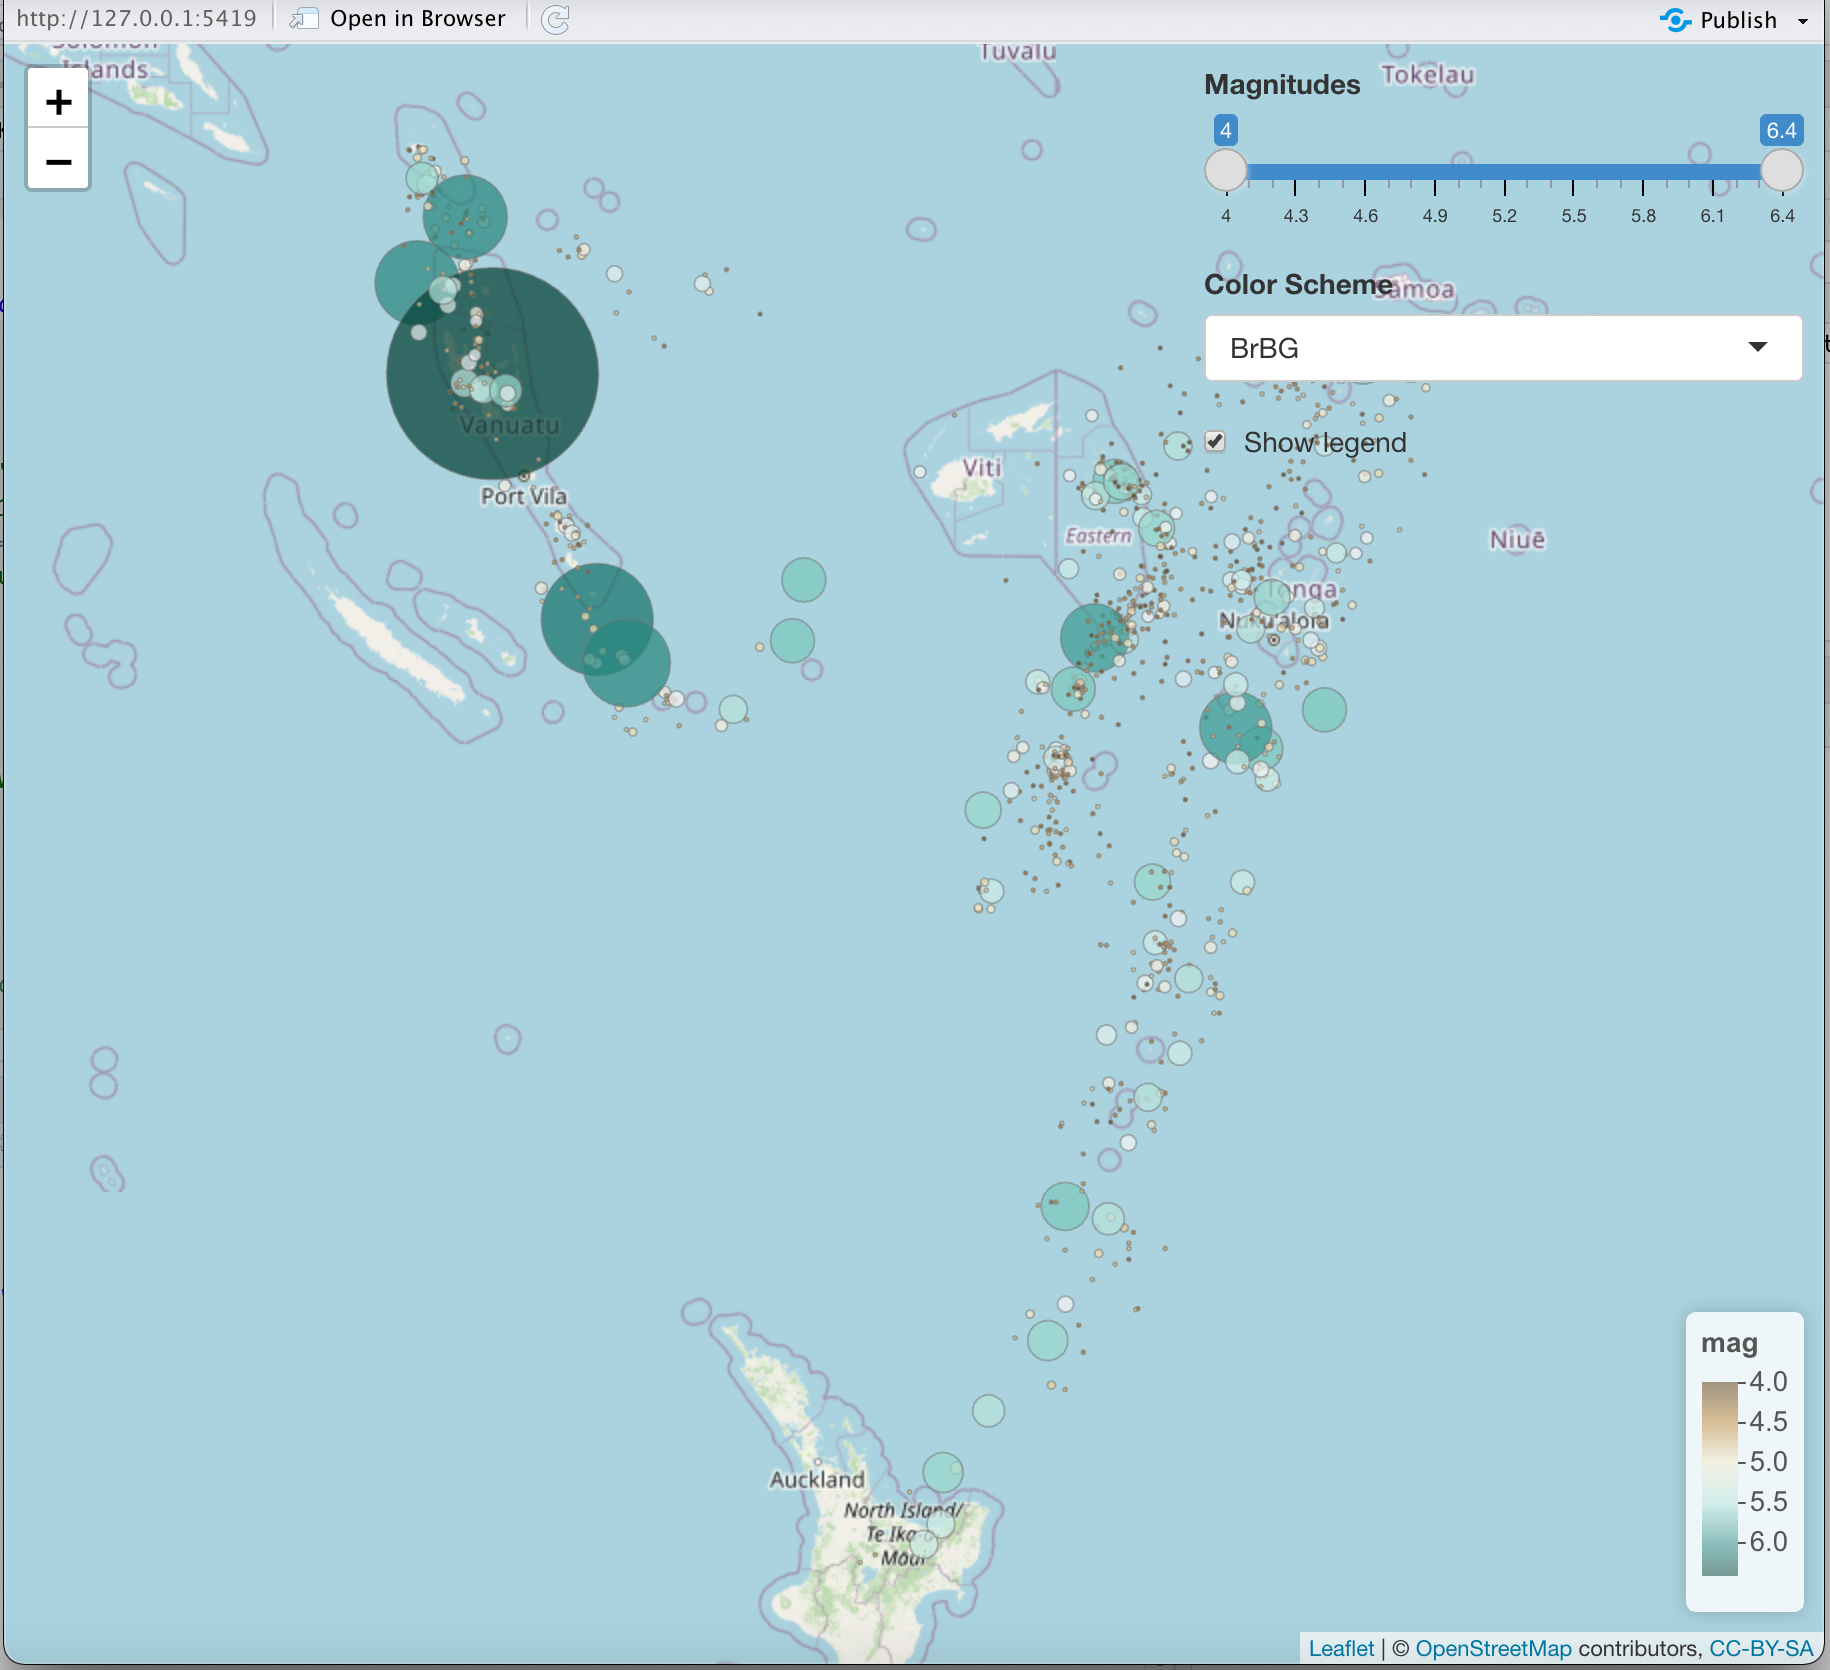 http://127.0.0.1:5419 Open in Browser Publish
Solomon
Islands
Tuvalu
Tokelau
+
−
Magnitudes
4 6.4
4 4.3 4.6 4.9 5.2 5.5 5.8 6.1 6.4
Color Scheme
Samoa
BrBG
Show legend
Vanuatu
Viti
Port Vila
Eastern
Niuē
Tonga
Nuku'alofa
mag
4.0
4.5
5.0
5.5
6.0
Auckland
North Island/
Te Ika-a-
Māui
Leaflet | © OpenStreetMap contributors, CC-BY-SA